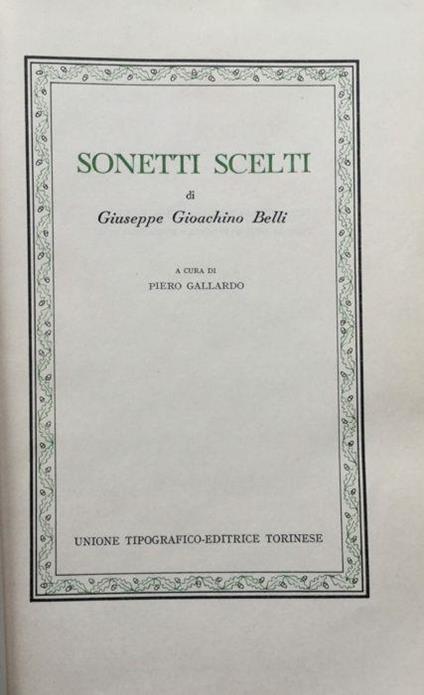 SONETTI SCELTI
di
Giuseppe Gioachino Belli
A CURA DI
PIERO GALLARDO
UNIONE TIPOGRAFICO-EDITRICE TORINESE